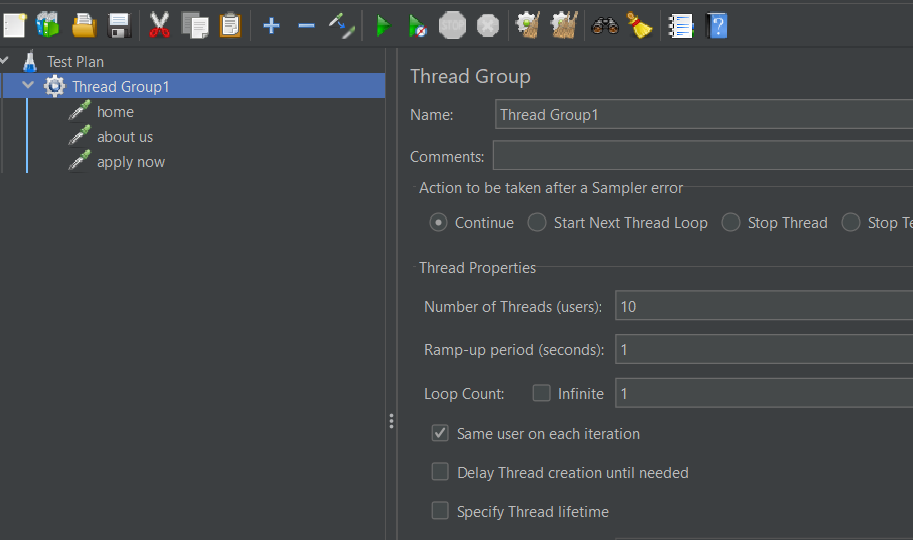 STOP
Test Plan
Thread Group1
home
about us
apply now
Thread Group
Name: Thread Group1
Comments:
Action to be taken after a Sampler error
Continue Start Next Thread Loop Stop Thread Stop Te
Thread Properties
Number of Threads (users): 10
Ramp-up period (seconds): 1
Loop Count: Infinite 1
Same user on each iteration
Delay Thread creation until needed
Specify Thread lifetime